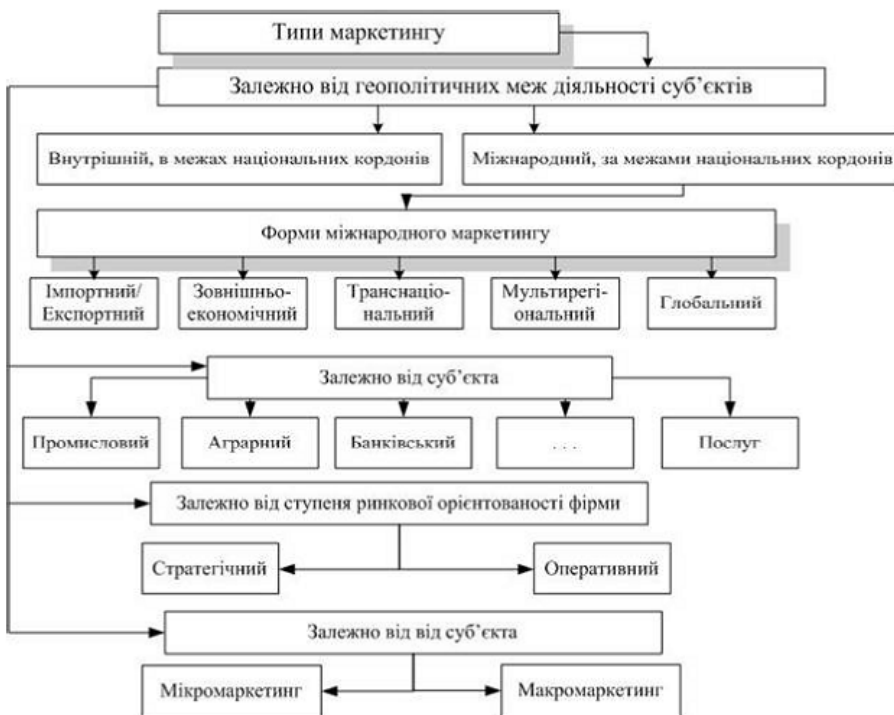 Типи маркетингу
Залежно від геополітичних меж діяльності суб’єктів
Внутрішній, в межах національних кордонів
Міжнародний, за межами національних кордонів
Форми міжнародного маркетингу
Імпортний/
Експортний
Зовнішньо-
економічний
Транснаціо-
нальний
Мультирегі-
ональний
Глобальний
Залежно від суб’єкта
Промисловий
Аграрний
Банківський
. . .
Послуг
Залежно від ступеня ринкової орієнтованості фірми
Стратегічний
Оперативний
Залежно від від суб’єкта
Мікромаркетинг
Макромаркетинг